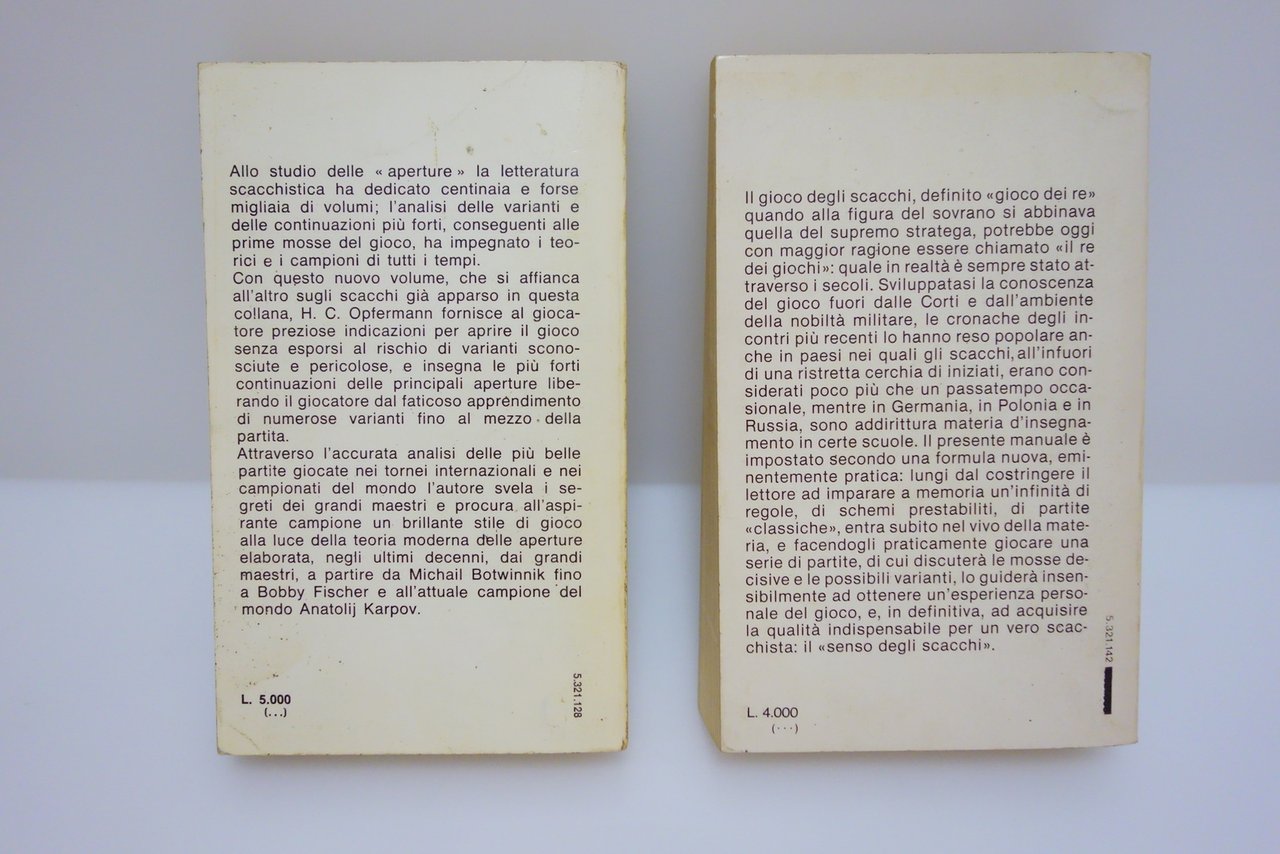 Allo studio delle « aperture » la letteratura
scacchistica ha dedicato centinaia e forse
migliaia di volumi; l'analisi delle varianti e
delle continuazioni più forti, conseguenti alle
prime mosse del gioco, ha impegnato i teo-
rici e i campioni di tutti i tempi.
Con questo nuovo volume, che si affianca
all'altro sugli scacchi già apparso in questa
collana, H. C. Opfermann fornisce al gioca-
tore preziose indicazioni per aprire il gioco
senza esporsi al rischio di varianti scono-
sciute e pericolose, e insegna le più forti
continuazioni delle principali aperture libe-
rando il giocatore dal faticoso apprendimento
di numerose varianti fino al mezzo della
partita.
Attraverso l'accurata analisi delle più belle
partite giocate nei tornei internazionali e nei
campionati del mondo l'autore svela i se-
greti dei grandi maestri e procura all'aspi-
rante campione un brillante stile di gioco
alla luce della teoria moderna delle aperture
elaborata, negli ultimi decenni, dai grandi
maestri, a partire da Michail Botwinnik fino
a Bobby Fischer e all'attuale campione del
mondo Anatolij Karpov.
L. 5.000
(...)
5.321.128
Il gioco degli scacchi, definito «gioco dei re»
quando alla figura del sovrano si abbinava
quella del supremo stratega, potrebbe oggi
con maggior ragione essere chiamato «il re
dei giochi»: quale in realtà è sempre stato at-
traverso i secoli. Sviluppatasi la conoscenza
del gioco fuori dalle Corti e dall'ambiente
della nobiltà militare, le cronache degli in-
contri più recenti lo hanno reso popolare an-
che in paesi nei quali gli scacchi, all'infuori
di una ristretta cerchia di iniziati, erano con-
siderati poco più che un passatempo occa-
sionale, mentre in Germania, in Polonia e in
Russia, sono addirittura materia d'insegna-
mento in certe scuole. Il presente manuale è
impostato secondo una formula nuova, emi-
nentemente pratica: lungi dal costringere il
lettore ad imparare a memoria un'infinità di
regole, di schemi prestabiliti, di partite
«classiche», entra subito nel vivo della mate-
ria, e facendogli praticamente giocare una
serie di partite, di cui discuterà le mosse de-
cisive e le possibili varianti, lo guiderà insen-
sibilmente ad ottenere un'esperienza perso-
nale del gioco, e, in definitiva, ad acquisire
la qualità indispensabile per un vero scac-
chista: il «senso degli scacchi».
L. 4.000
(...)
5.321.142